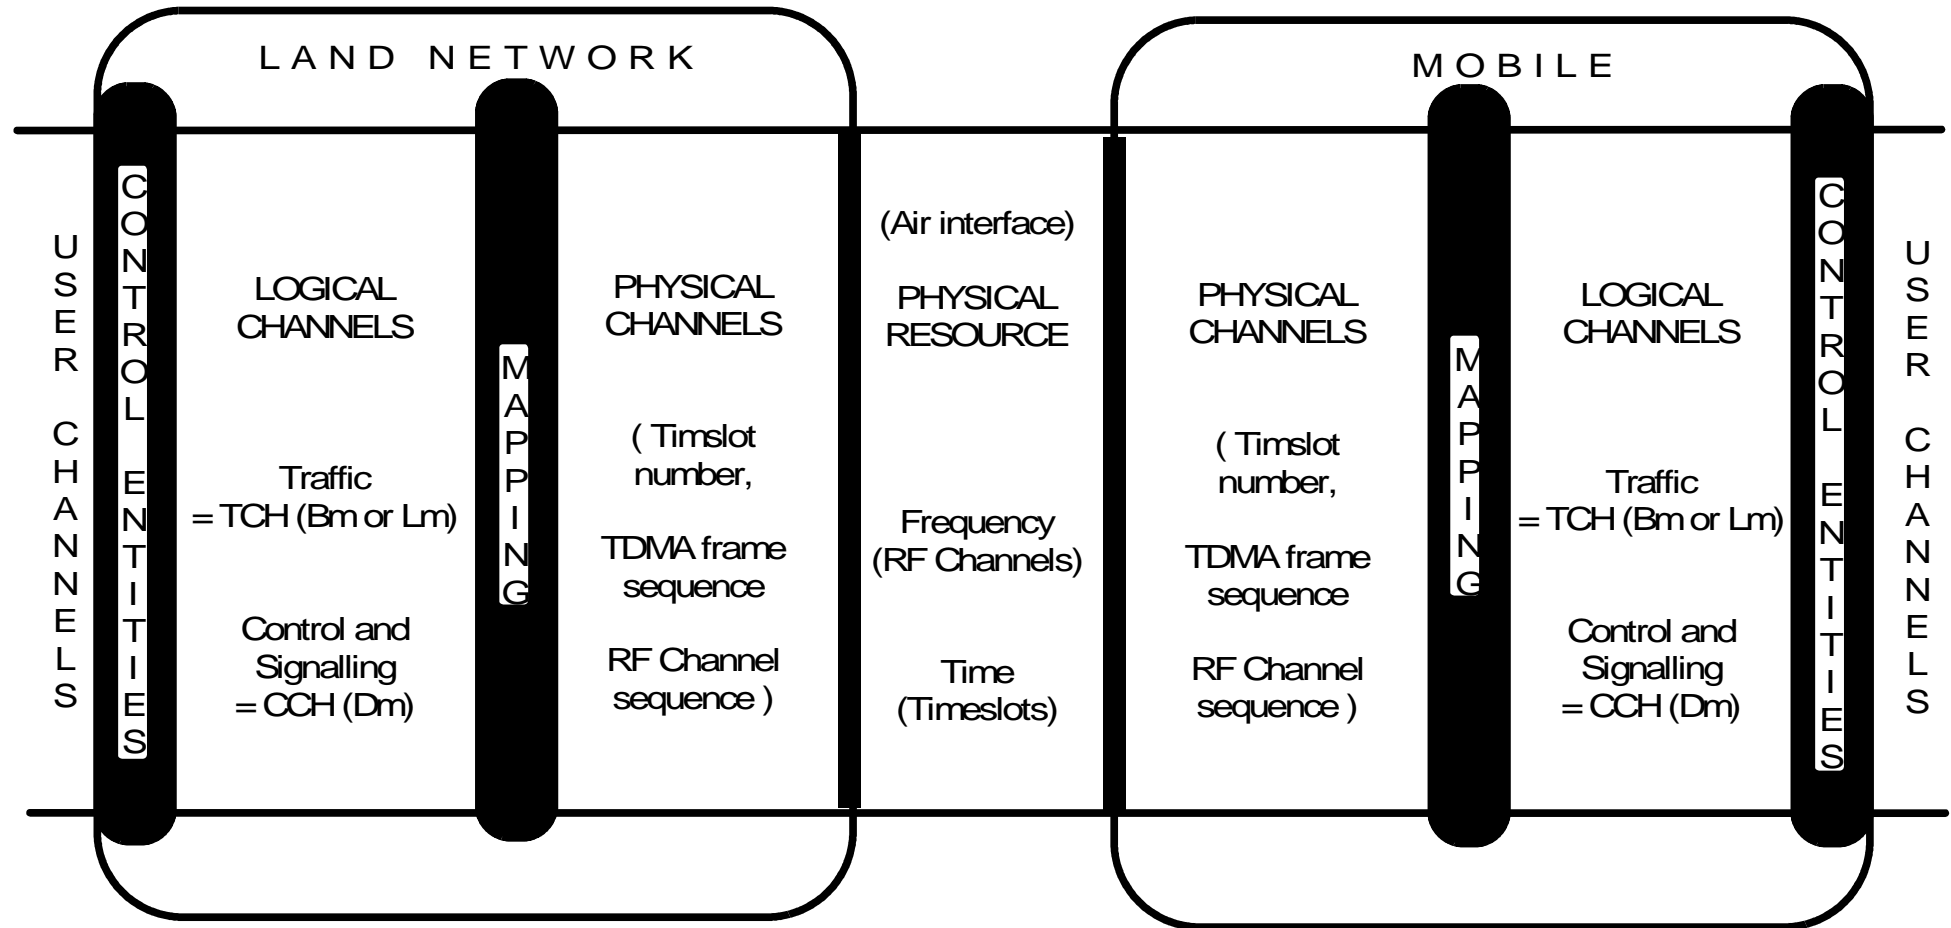 LAND NETWORK
MOBILE
USER CHANNELS
CONTROL ENTITIES
LOGICAL
CHANNELS
Traffic
= TCH (Bm or Lm)
Control and
Signalling
= CCH (Dm)
MAPPING
PHYSICAL
CHANNELS
( Timslot
number,
TDMA frame
sequence
RF Channel
sequence )
(Air interface)
PHYSICAL
RESOURCE
Frequency
(RF Channels)
Time
(Timeslots)
PHYSICAL
CHANNELS
( Timslot
number,
TDMA frame
sequence
RF Channel
sequence )
MAPPING
LOGICAL
CHANNELS
Traffic
= TCH (Bm or Lm)
Control and
Signalling
= CCH (Dm)
CONTROL ENTITIES
USER CHANNELS